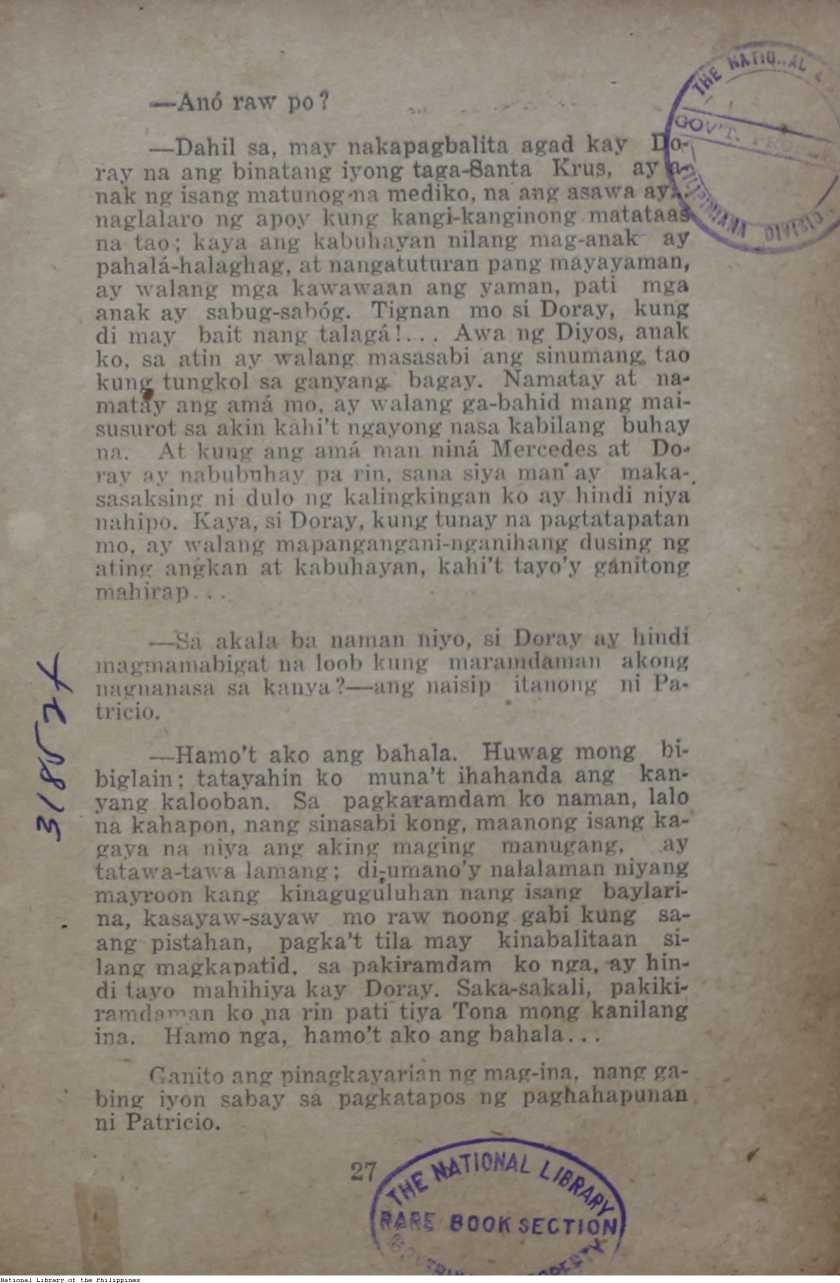 —Anó raw po?
—Dahil sa, may nakapagbalita agad kay Do-
ray na ang binatang iyong taga-Santa Krus, ay a-
nak ng isang matunog na mediko, na ang asawa ay
naglalaro ng apoy kung kangi-kanginong matataas
na tao; kaya ang kabuhayan nilang mag-anak ay
pahalá-halaghag, at nangatuturan pang mayayaman,
ay walang mga kawawaan ang yaman, pati mga
anak ay sabug-sabóg. Tignan mo si Doray, kung
di may bait nang talagá!... Awa ng Diyos, anak
ko, sa atin ay walang masasabi ang sinumang tao
kung tungkol sa ganyang bagay. Namatay at na-
matay ang amá mo, ay walang ga-bahid mang mai-
susurot sa akin kahi't ngayong nasa kabilang buhay
na. At kung ang amá man niná Mercedes at Do-
ray ay nabubuhay pa rin, sana siya man ay maka-
sasaksing ni dulo ng kalingkingan ko ay hindi niya
nahipo. Kaya, si Doray, kung tunay na pagtatapatan
mo, ay walang mapangangani-nganihang dusing ng
ating angkan at kabuhayan, kahi't tayo'y gánitong
mahirap...
—Sa akala ba naman niyo, si Doray ay hindi
magmamabigat na loob kung maramdaman akong
nagnanasa sa kanya?—ang naisip itanong ni Pa-
tricio.
—Hamo't ako ang bahala. Huwag mong bi-
biglain; tatayahin ko muna't ihahanda ang kan-
yang kalooban. Sa pagkaramdam ko naman, lalo
na kahapon, nang sinasabi kong, maanong isang ka-
gaya na niya ang aking maging manugang, ay
tatawa-tawa lamang; di-umano'y nalalaman niyang
mayroon kang kinaguguluhan nang isang baylari-
na, kasayaw-sayaw mo raw noong gabi kung sa-
ang pistahan, pagka't tila may kinabalitaan si-
lang magkapatid, sa pakiramdam ko nga, ay hin-
di tayo mahihiya kay Doray. Saka-sakali, pakiki-
ramdaman ko na rin pati tiya Tona mong kanilang
ina. Hamo nga, hamo't ako ang bahala...
Ganito ang pinagkayarian ng mag-ina, nang ga-
bing iyon sabay sa pagkatapos ng paghahapunan
ni Patricio.
27
THE NATIONAL
GOV'T.
FILIPINIANA DIVISIO
THE NATIONAL LIBRARY
RARE BOOK SECTION
National Library of the Philippines